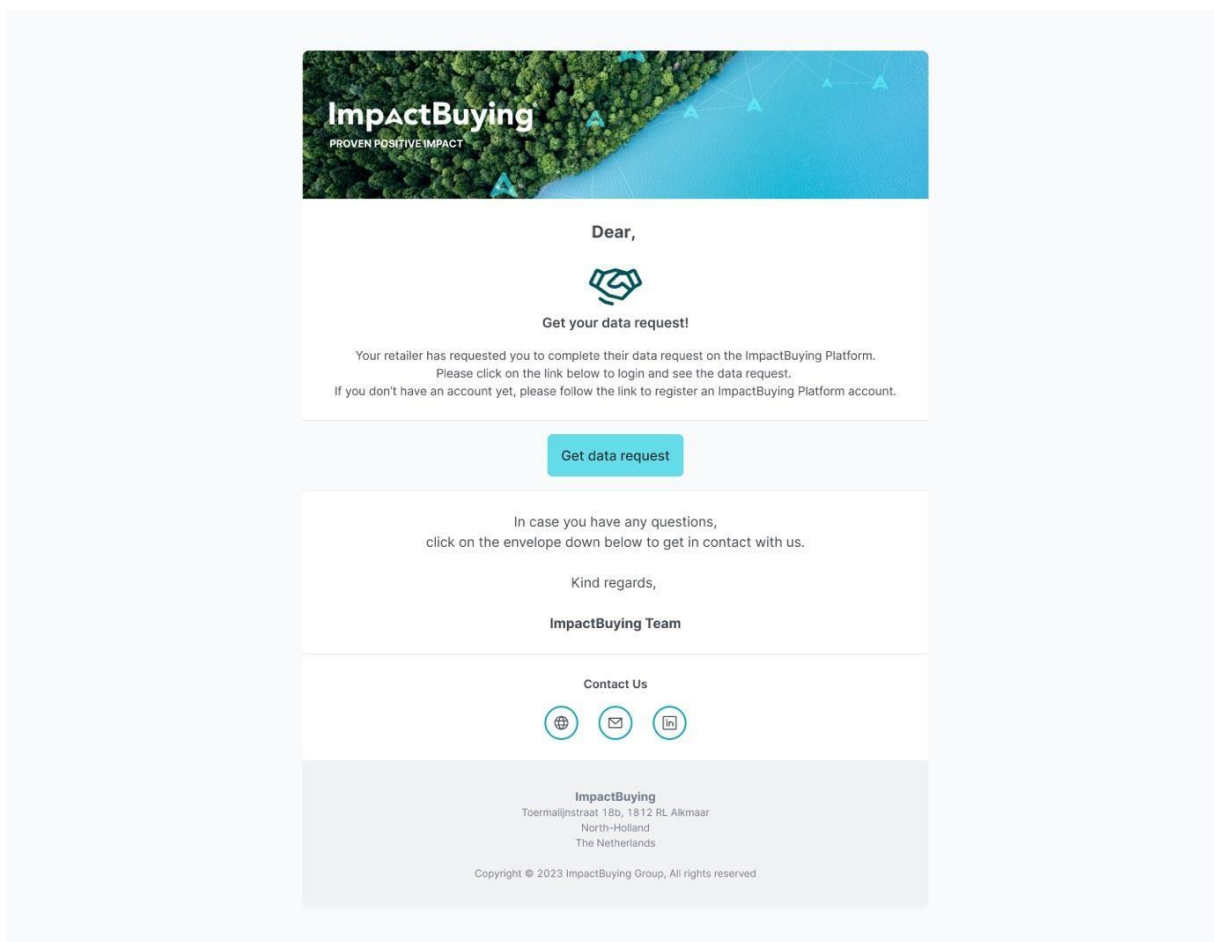 ImpactBuying
PROVEN POSITIVE IMPACT
Dear,
Get your data request!
Your retailer has requested you to complete their data request on the ImpactBuying Platform.
Please click on the link below to login and see the data request.
If you don't have an account yet, please follow the link to register an ImpactBuying Platform account.
Get data request
In case you have any questions,
click on the envelope down below to get in contact with us.
Kind regards,
ImpactBuying Team
Contact Us
in
ImpactBuying
Toermalijnstraat 18b, 1812 RL Alkmaar
North-Holland
The Netherlands
Copyright © 2023 ImpactBuying Group, All rights reserved